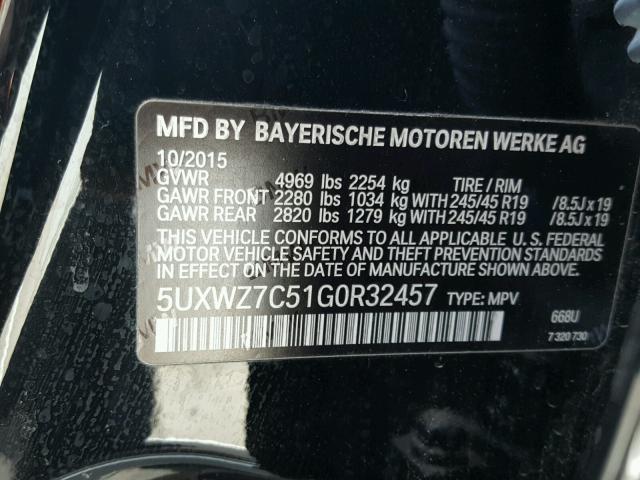 MFD BY BAYERISCHE MOTOREN WERKE AG
10/2015
GVWR 4969 lbs 2254 kg TIRE / RIM
GAWR FRONT 2280 lbs 1034 kg WITH 245/45 R19 /8.5J x 19
GAWR REAR 2820 lbs 1279 kg WITH 245/45 R19 /8.5J x 19
THIS VEHICLE CONFORMS TO ALL APPLICABLE U. S. FEDERAL
MOTOR VEHICLE SAFETY AND THEFT PREVENTION
STANDARDS IN EFFECT ON THE DATE OF MANUFACTURE SHOWN ABOVE.
5UXWZ7C51G0R32457 TYPE: MPV
668U
7 320 730